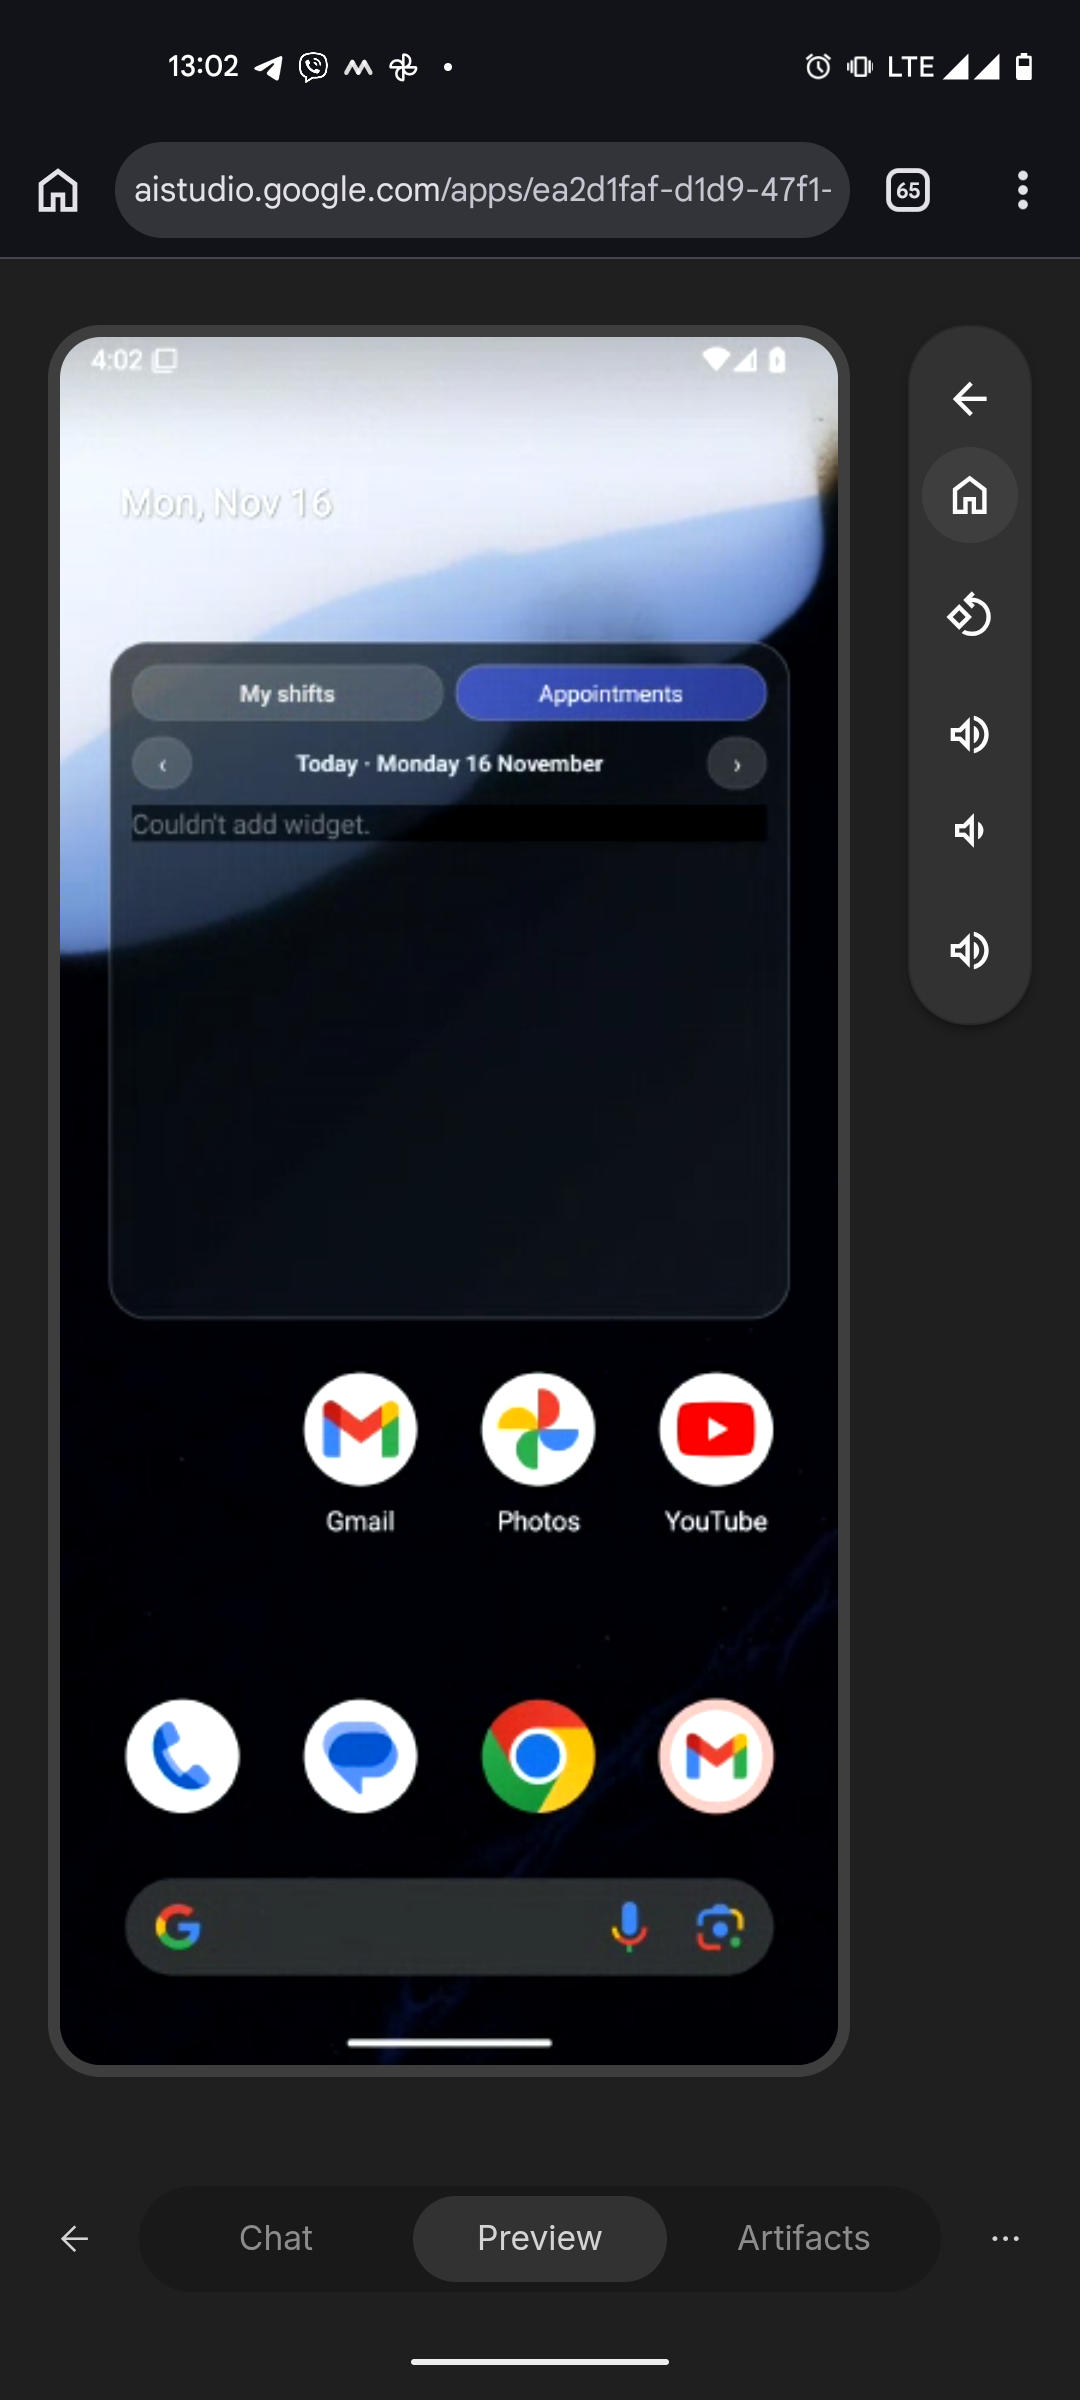 13:02
LTE
aistudio.google.com/apps/ea2d1faf-d1d9-47f1-
65
4:02
Mon, Nov 16
My shifts
Appointments
Today · Monday 16 November
Couldn't add widget.
Gmail
Photos
YouTube
Chat
Preview
Artifacts